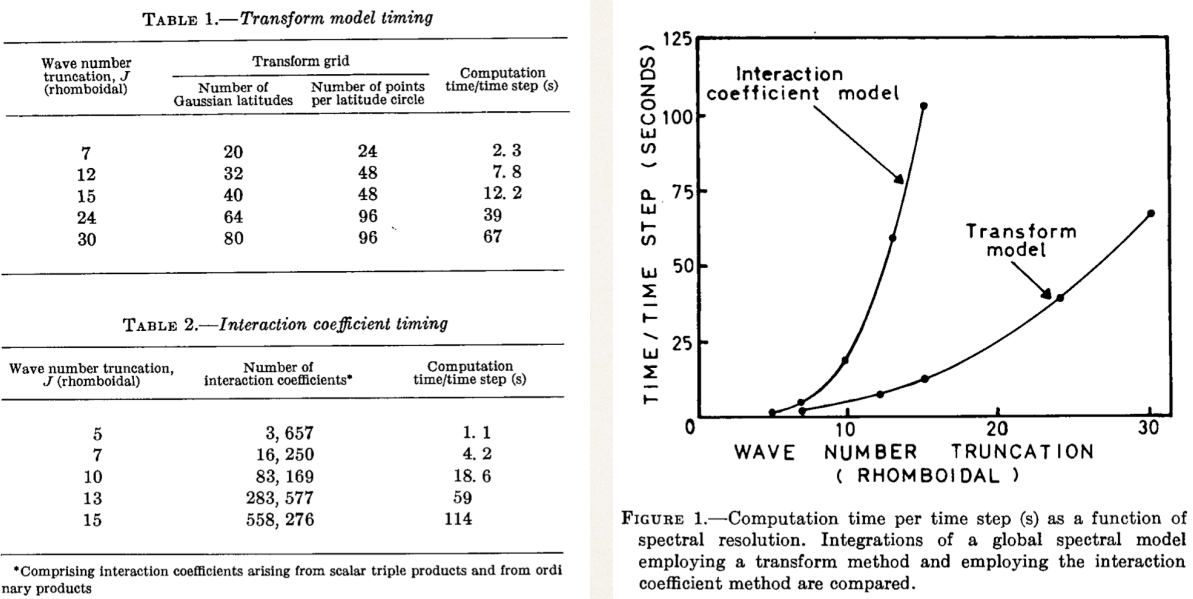 TABLE 1.—Transform model timing
Wave number truncation, J (rhomboidal)
Transform grid
Number of Gaussian latitudes
Number of points per latitude circle
Computation time/time step (s)
7 20 24 2. 3
12 32 48 7. 8
15 40 48 12. 2
24 64 96 39
30 80 96 67
TABLE 2.—Interaction coefficient timing
Wave number truncation, J (rhomboidal)
Number of interaction coefficients*
Computation time/time step (s)
5 3, 657 1. 1
7 16, 250 4. 2
10 83, 169 18. 6
13 283, 577 59
15 558, 276 114
*Comprising interaction coefficients arising from scalar triple products and from ordi
nary products
TIME / TIME STEP (SECONDS)
125
100
75
50
25
0
10
20
30
Interaction
coefficient model
Transform
model
WAVE NUMBER TRUNCATION
( RHOMBOIDAL )
FIGURE 1.—Computation time per time step (s) as a function of
spectral resolution. Integrations of a global spectral model
employing a transform method and employing the interaction
coefficient method are compared.